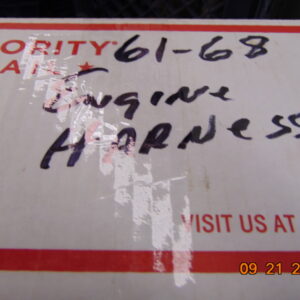 ORITY 61-68
AIL ★
Engine
HARNess
VISIT US AT
09 21 2